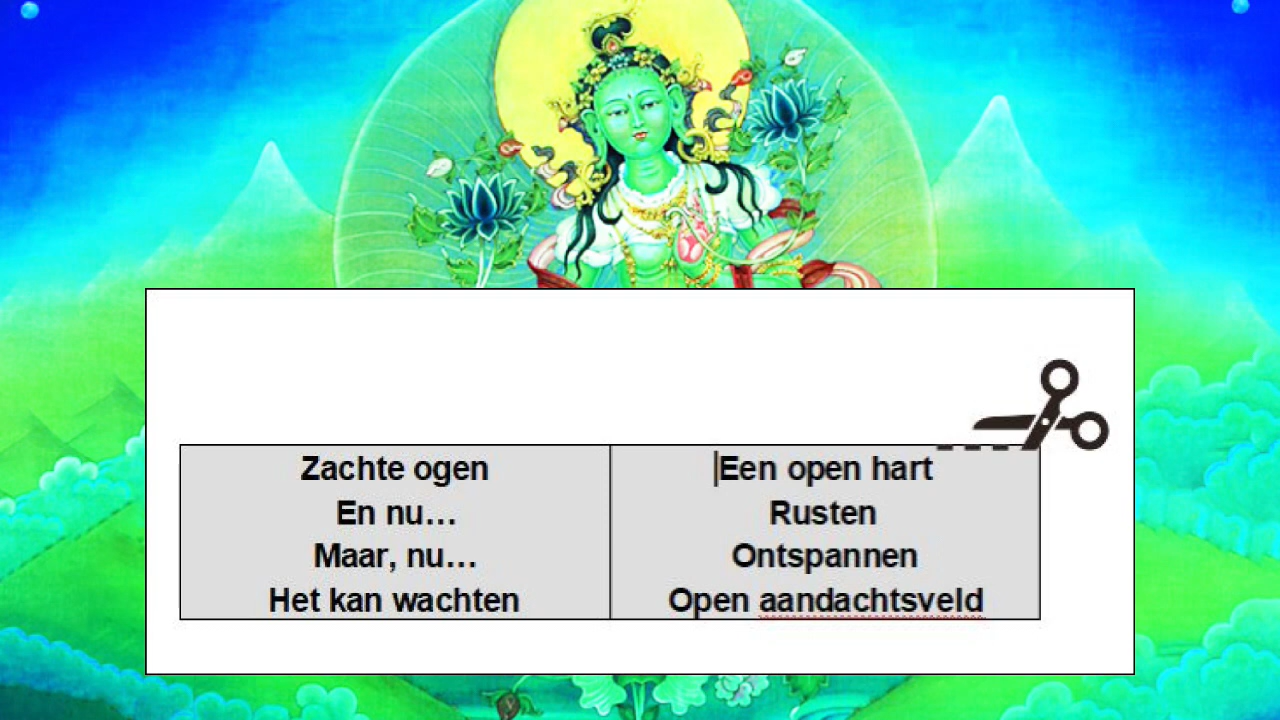 Zachte ogen
En nu...
Maar, nu...
Het kan wachten
Een open hart
Rusten
Ontspannen
Open aandachtsveld